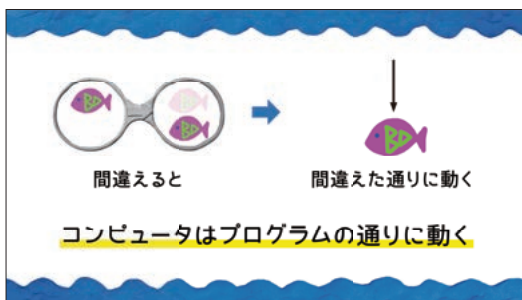 間違えると
間違えた通りに動く
コンピュータはプログラムの通りに動く